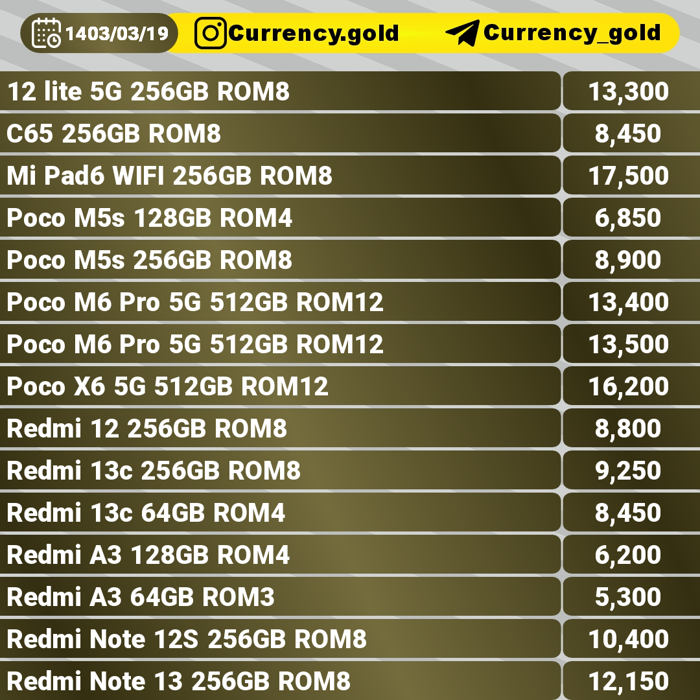 1403/03/19 Currency.gold Currency_gold
12 lite 5G 256GB ROM8 13,300
C65 256GB ROM8 8,450
Mi Pad6 WIFI 256GB ROM8 17,500
Poco M5s 128GB ROM4 6,850
Poco M5s 256GB ROM8 8,900
Poco M6 Pro 5G 512GB ROM12 13,400
Poco M6 Pro 5G 512GB ROM12 13,500
Poco X6 5G 512GB ROM12 16,200
Redmi 12 256GB ROM8 8,800
Redmi 13c 256GB ROM8 9,250
Redmi 13c 64GB ROM4 8,450
Redmi A3 128GB ROM4 6,200
Redmi A3 64GB ROM3 5,300
Redmi Note 12S 256GB ROM8 10,400
Redmi Note 13 256GB ROM8 12,150